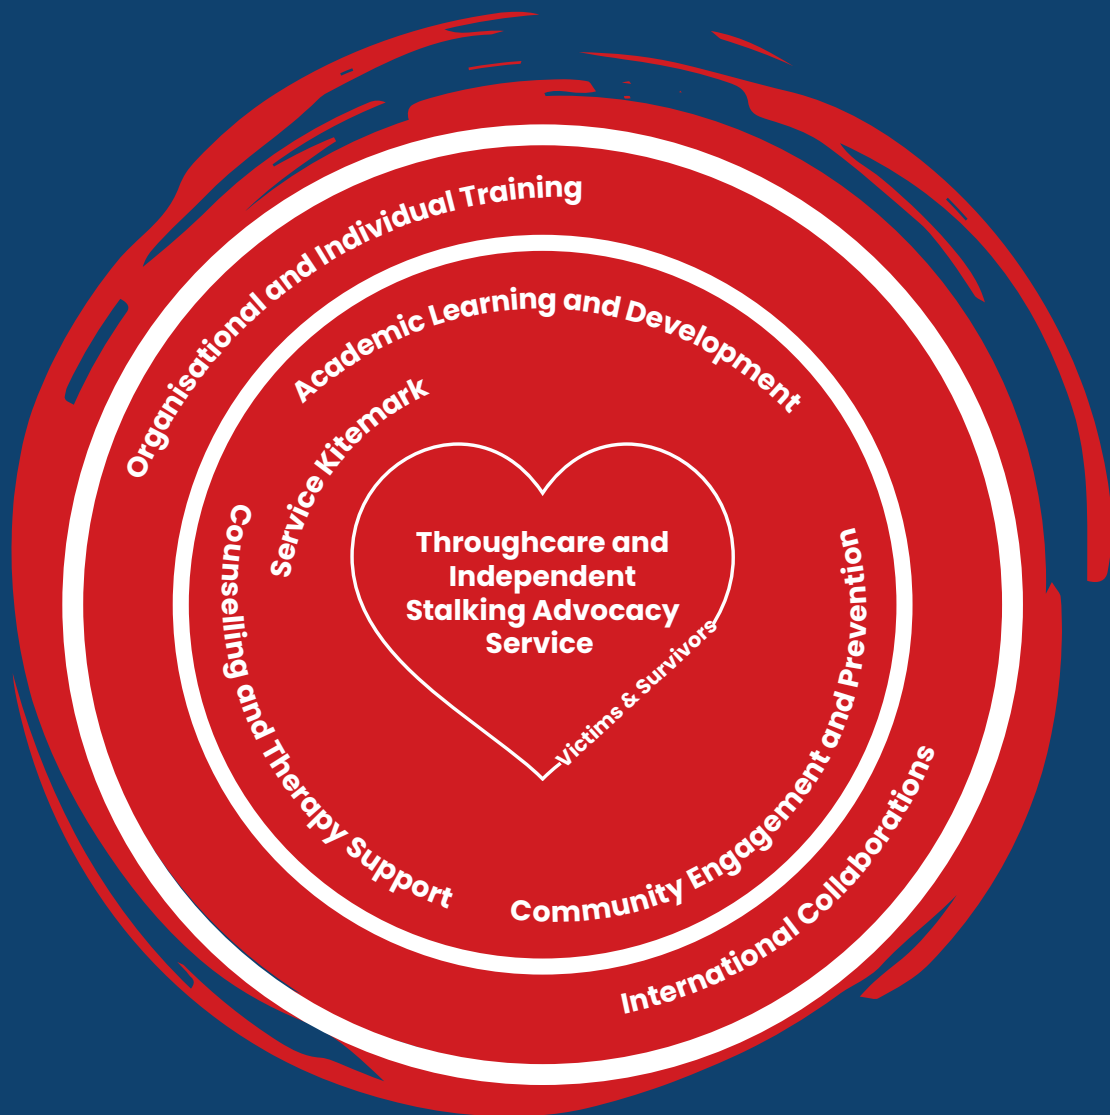 Organisational and Individual Training
Academic Learning and Development
Service Kitemark
Throughcare and
Independent
Stalking Advocacy
Service
Victims & Survivors
Counselling and Therapy Support
Community Engagement and Prevention
International Collaborations